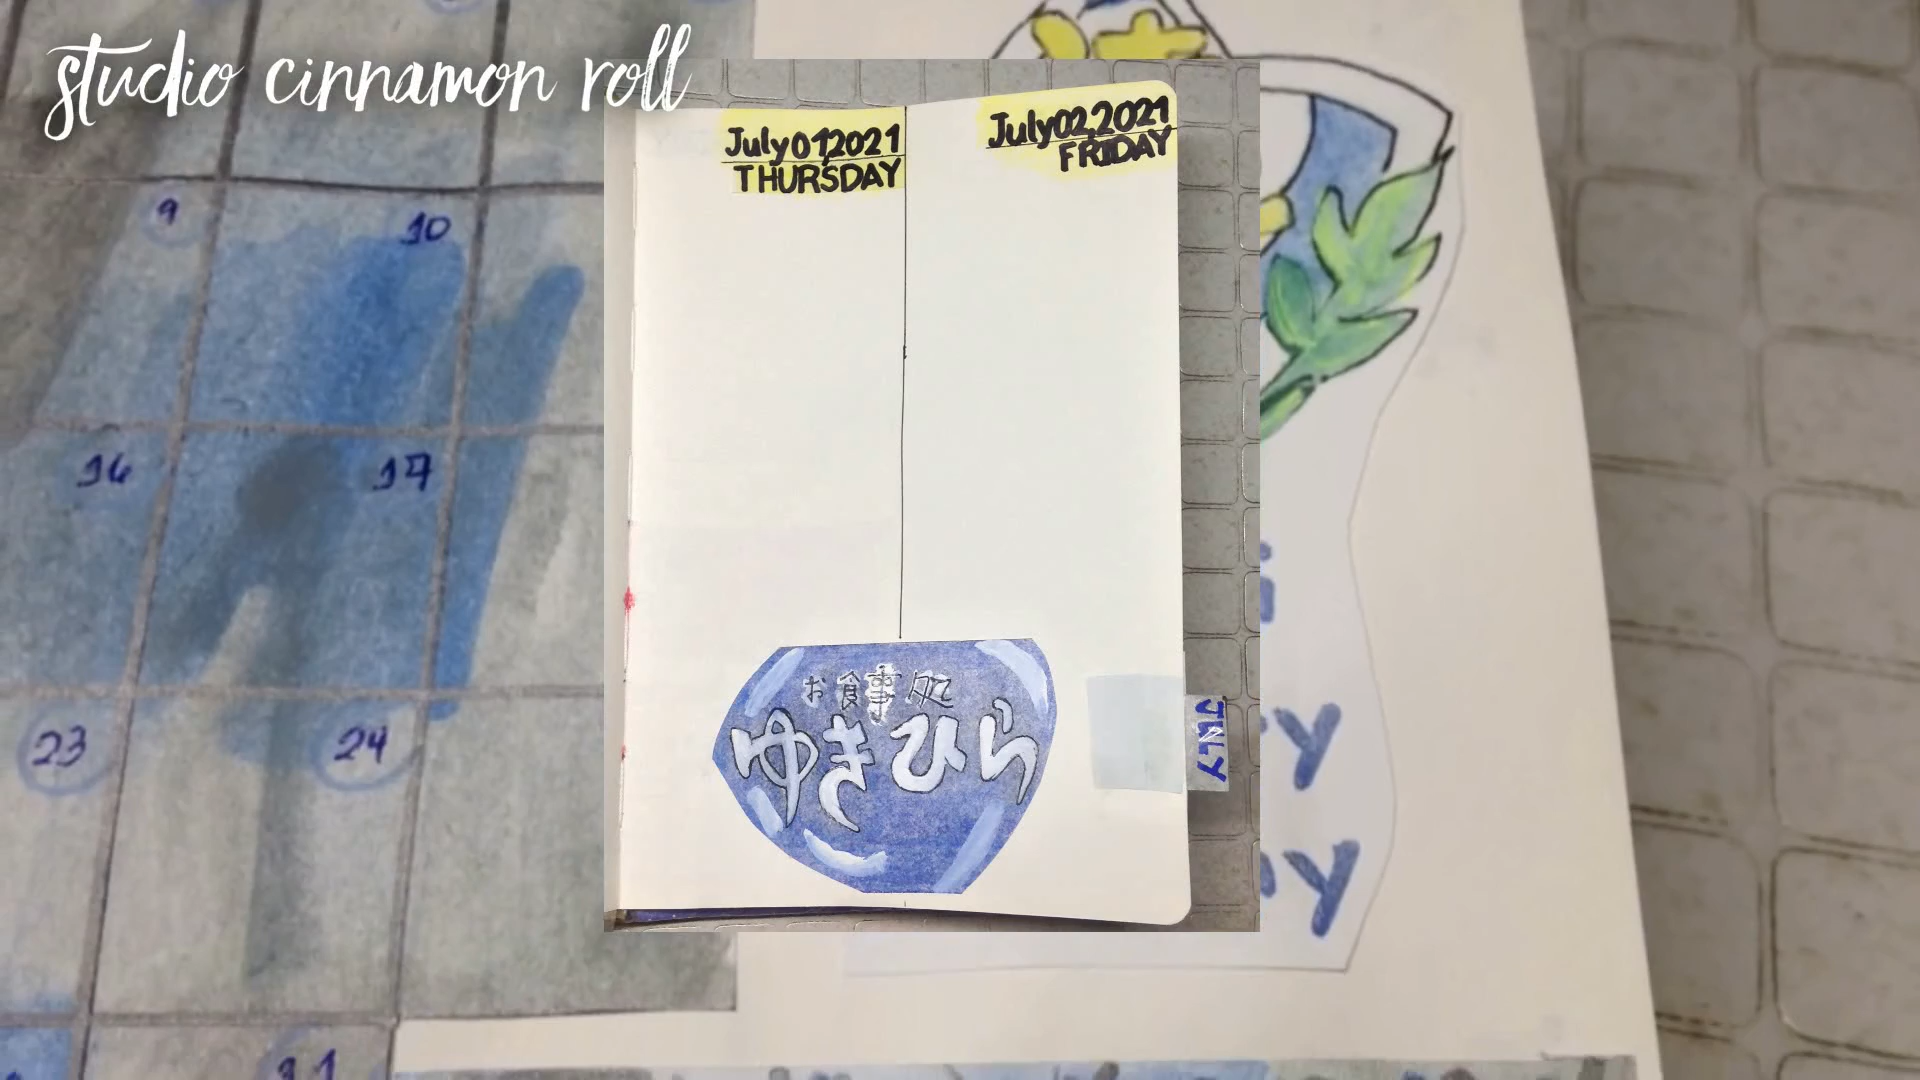 studio cinnamon roll
July 01, 2021
THURSDAY
July 02, 2021
FRIDAY
お食事処
ゆきひら
JULY
9
10
16
17
23
24
31